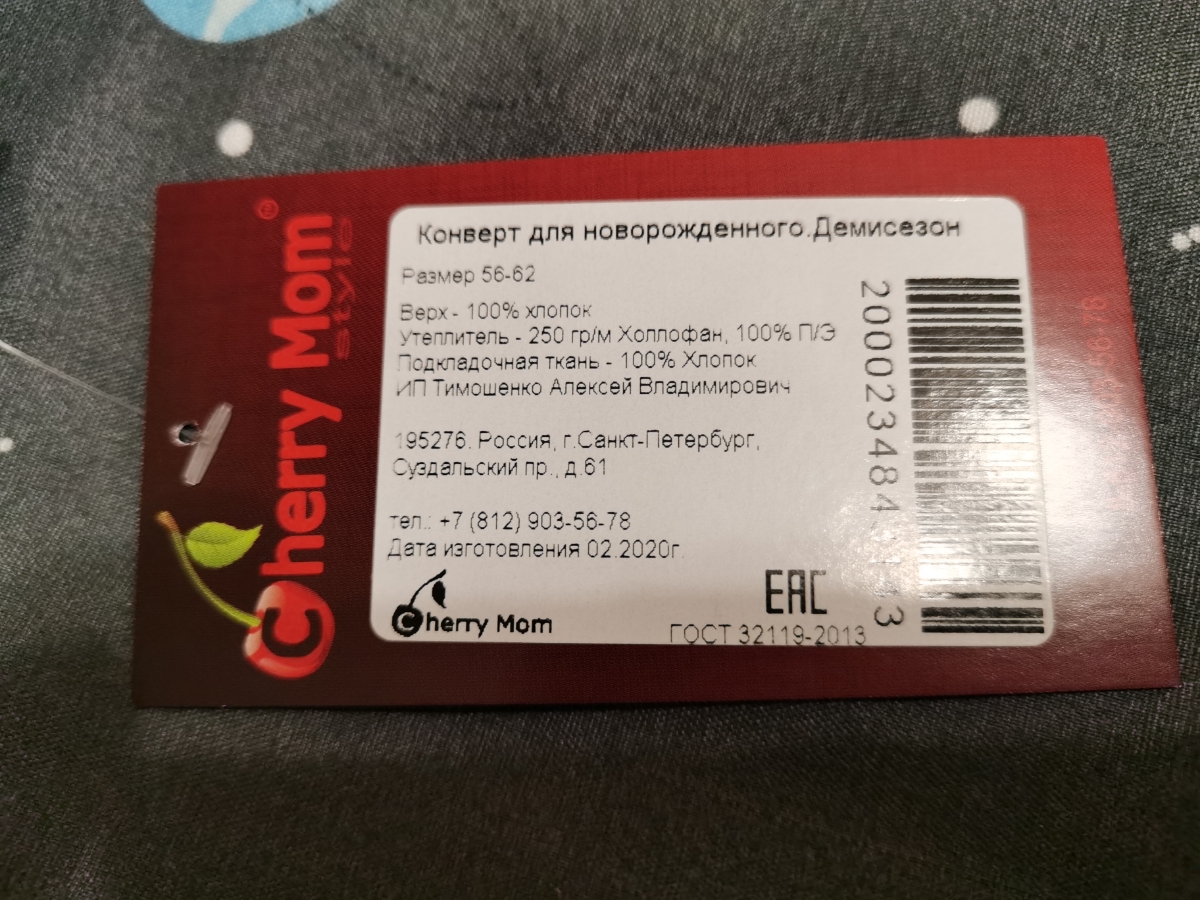 Cherry Mom ®
style
Конверт для новорожденного.Демисезон
Размер 56-62
Верх - 100% хлопок
Утеплитель - 250 гр/м Холлофан, 100% П/Э
Подкладочная ткань - 100% Хлопок
ИП Тимошенко Алексей Владимирович
195276. Россия, г.Санкт-Петербург,
Суздальский пр., д.61
тел.: +7 (812) 903-56-78
Дата изготовления 02.2020г.
Cherry Mom
EAC
ГОСТ 32119-2013